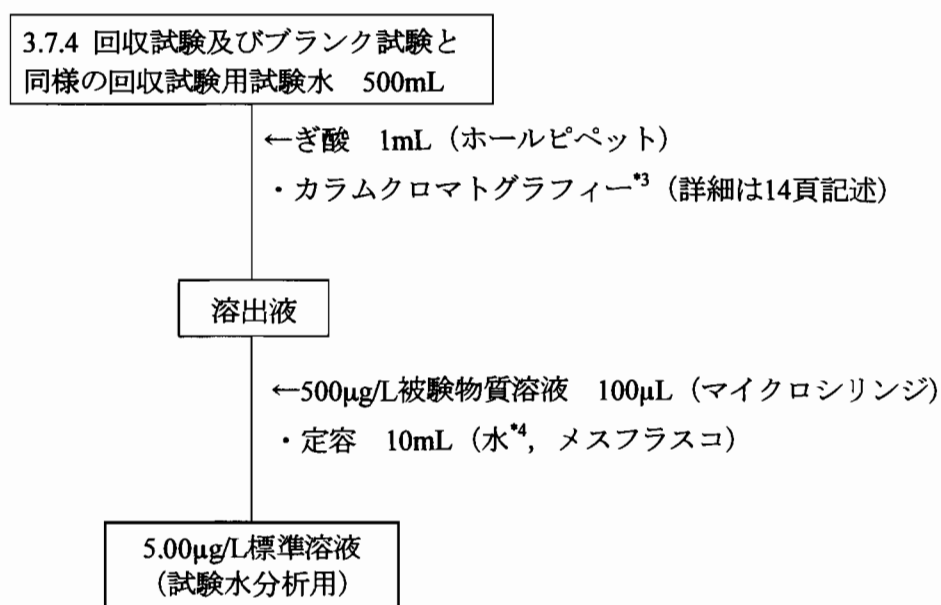 3.7.4 回収試験及びブランク試験と
同様の回収試験用試験水 500mL
←ぎ酸 1mL(ホールピペット)
・カラムクロマトグラフィー*3(詳細は14頁記述)
溶出液
←500μg/L被験物質溶液 100μL(マイクロシリンジ)
・定容 10mL(水*4, メスフラスコ)
5.00μg/L標準溶液
(試験水分析用)